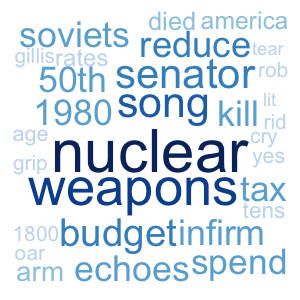 died america
soviets reduce tear
gillis rates senator rob
50th
1980 song kill lit
rid
age cry
nuclear yes
grip
weapons tax
tens
1800 budget infirm
oar
arm echoes spend